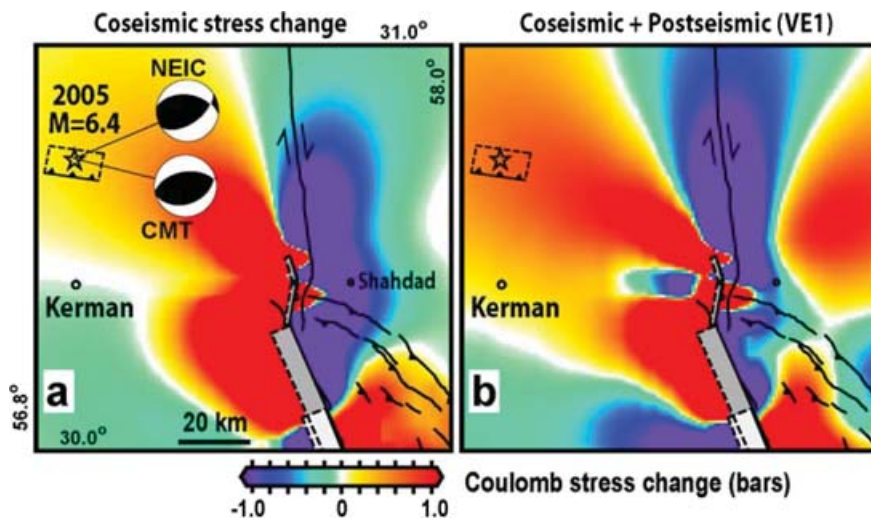 Coseismic stress change
31.0°
Coseismic + Postseismic (VE1)
NEIC
2005
M=6.4
58.0°
CMT
Shahdad
Kerman
Kerman
a
b
56.8°
30.0°
20 km
-1.0
0
1.0
Coulomb stress change (bars)